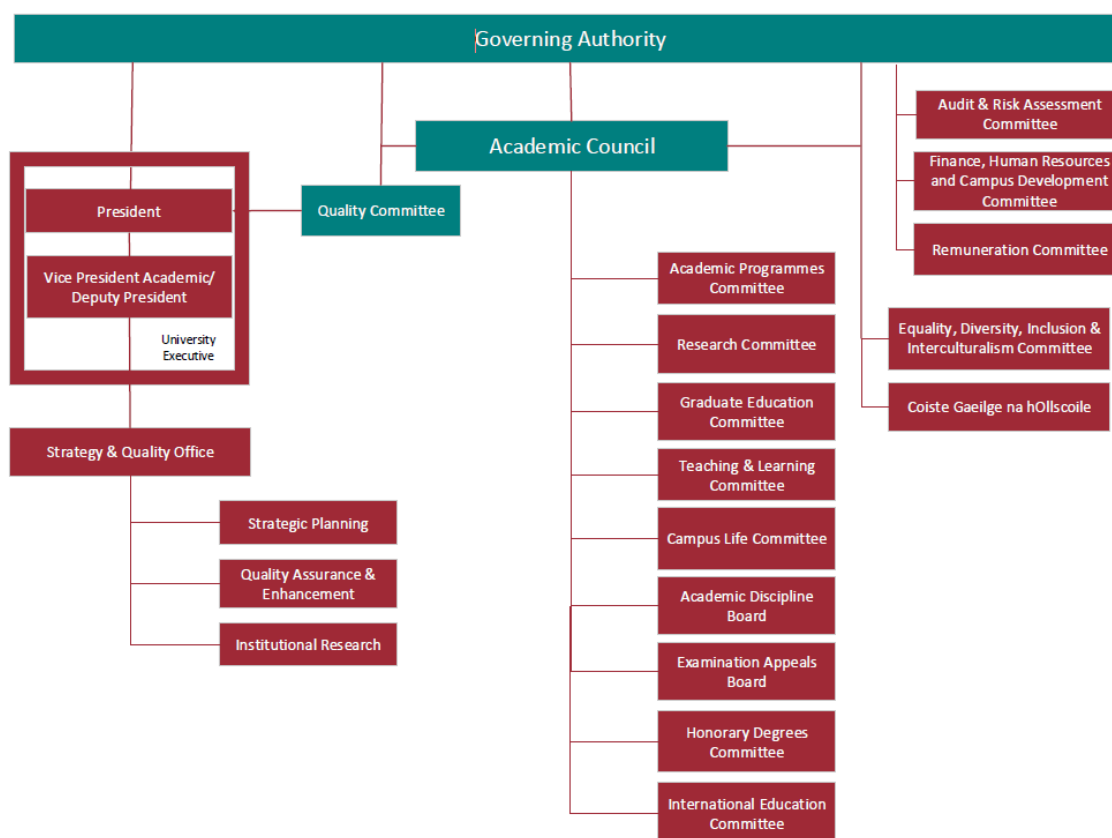 Governing Authority
Academic Council
Quality Committee
President
Vice President Academic/
Deputy President
University
Executive
Strategy & Quality Office
Strategic Planning
Quality Assurance &
Enhancement
Institutional Research
Academic Programmes
Committee
Research Committee
Graduate Education
Committee
Teaching & Learning
Committee
Campus Life Committee
Academic Discipline
Board
Examination Appeals
Board
Honorary Degrees
Committee
International Education
Committee
Audit & Risk Assessment
Committee
Finance, Human Resources
and Campus Development
Committee
Remuneration Committee
Equality, Diversity, Inclusion &
Interculturalism Committee
Coiste Gaeilge na hOllscoile